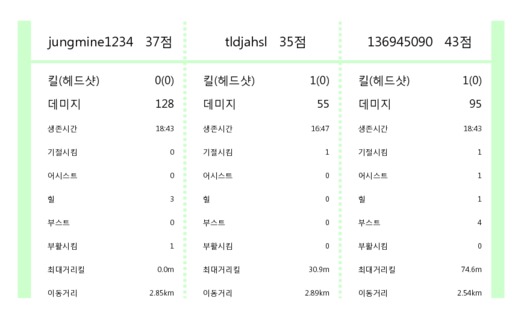 jungmine1234 37점 tldjahsl 35점 136945090 43점
킬(헤드샷) 0(0) 킬(헤드샷) 1(0) 킬(헤드샷) 1(0)
데미지 128 데미지 55 데미지 95
생존시간 18:43 생존시간 16:47 생존시간 18:43
기절시킴 0 기절시킴 1 기절시킴 1
어시스트 0 어시스트 0 어시스트 1
힐 3 힐 0 힐 1
부스트 0 부스트 0 부스트 4
부활시킴 1 부활시킴 0 부활시킴 0
최대거리킬 0.0m 최대거리킬 30.9m 최대거리킬 74.6m
이동거리 2.85km 이동거리 2.89km 이동거리 2.54km